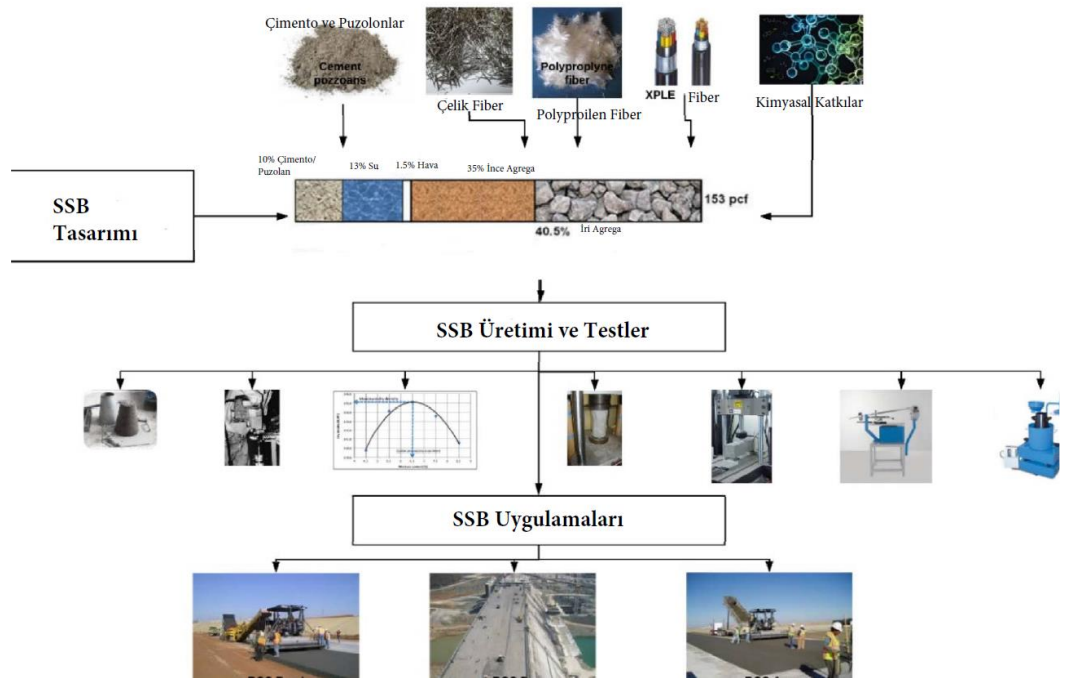 Çimento ve Puzolonlar
Cement
pozzoans
Çelik Fiber
Polyproplyne
fiber
Polyproilen Fiber
XPLE Fiber
Kimyasal Katkılar
10% Çimento/
Puzolan
13% Su
1.5% Hava
35% İnce Agrega
153 pcf
40.5% İri Agrega
SSB
Tasarımı
SSB Üretimi ve Testler
SSB Uygulamaları